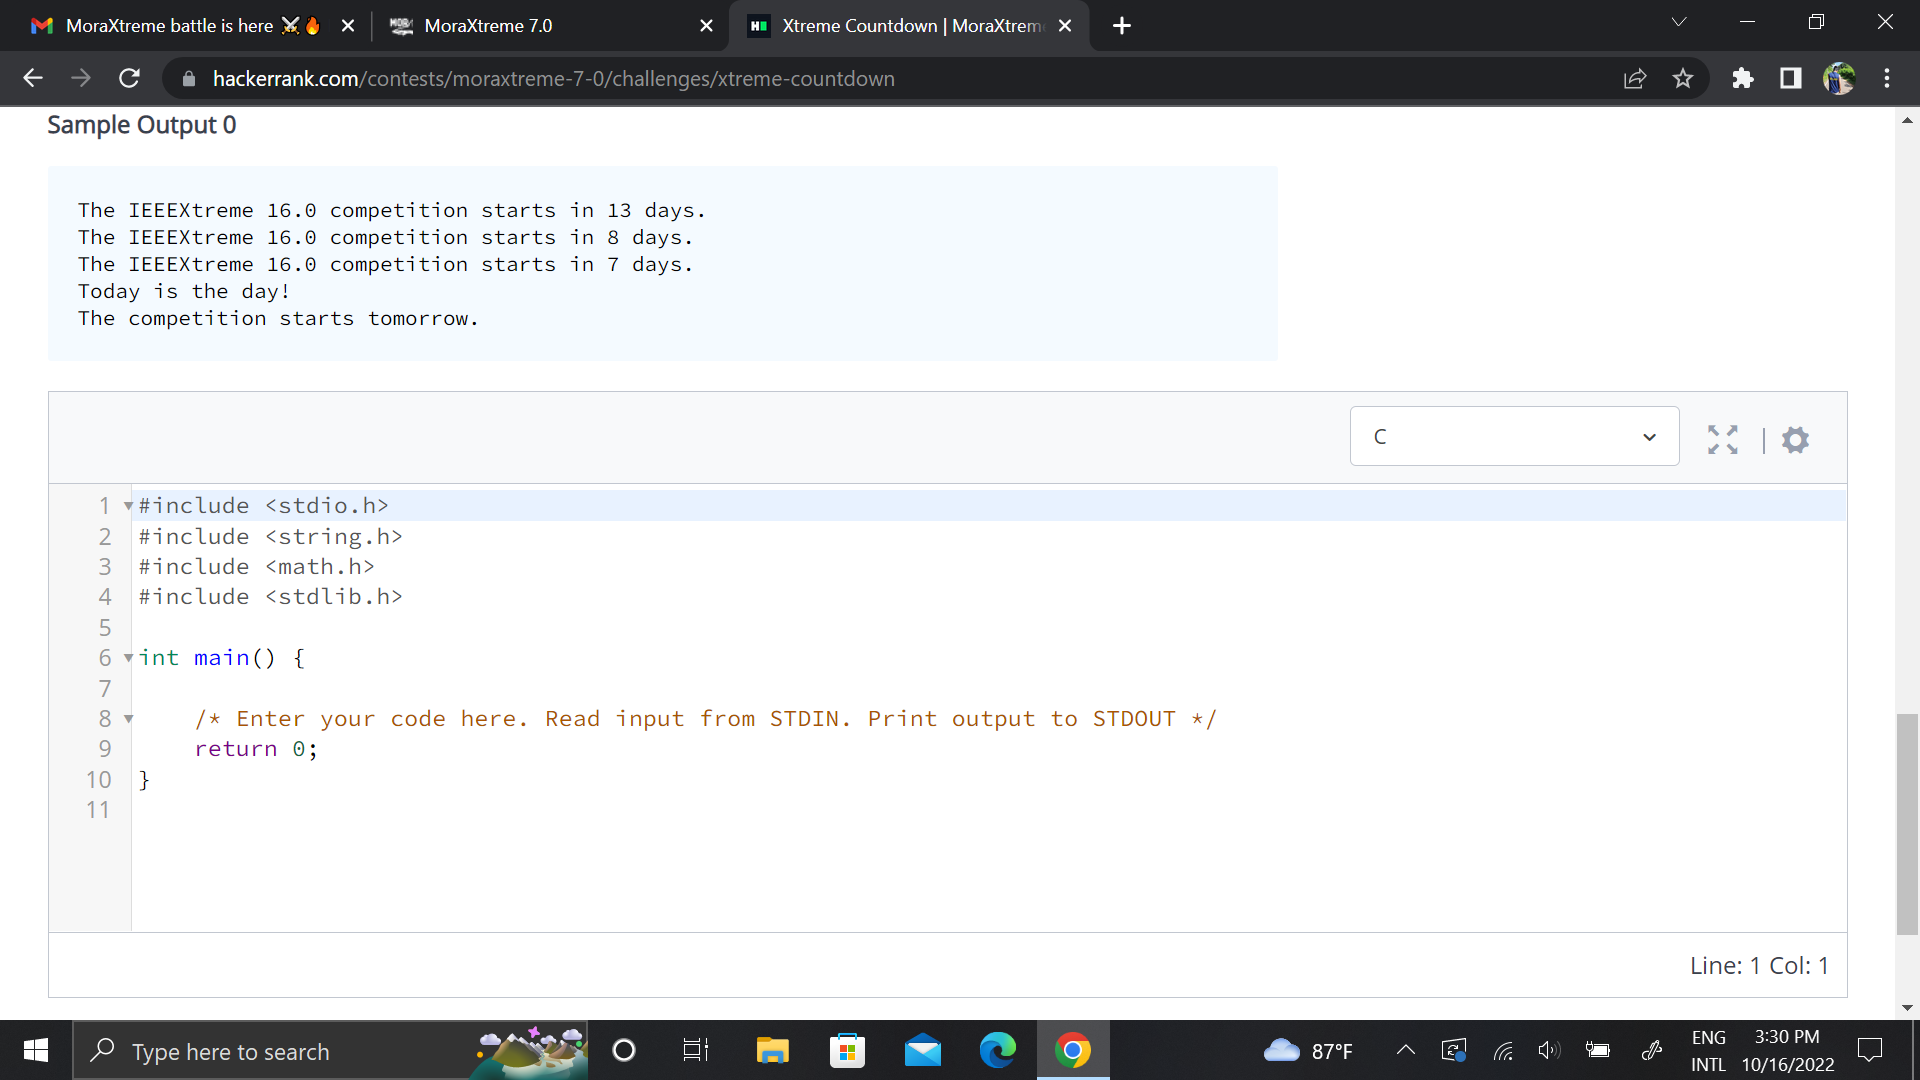 MoraXtreme battle is here ⚔🔥
MoraXtreme 7.0
Xtreme Countdown | MoraXtrem
hackerrank.com/contests/moraxtreme-7-0/challenges/xtreme-countdown
Sample Output 0
The IEEEXtreme 16.0 competition starts in 13 days.
The IEEEXtreme 16.0 competition starts in 8 days.
The IEEEXtreme 16.0 competition starts in 7 days.
Today is the day!
The competition starts tomorrow.
C
1 #include <stdio.h>
2 #include <string.h>
3 #include <math.h>
4 #include <stdlib.h>
5
6 int main() {
7
8 /* Enter your code here. Read input from STDIN. Print output to STDOUT */
9 return 0;
10 }
11
Line: 1 Col: 1
Type here to search
87°F
ENG
INTL
3:30 PM
10/16/2022